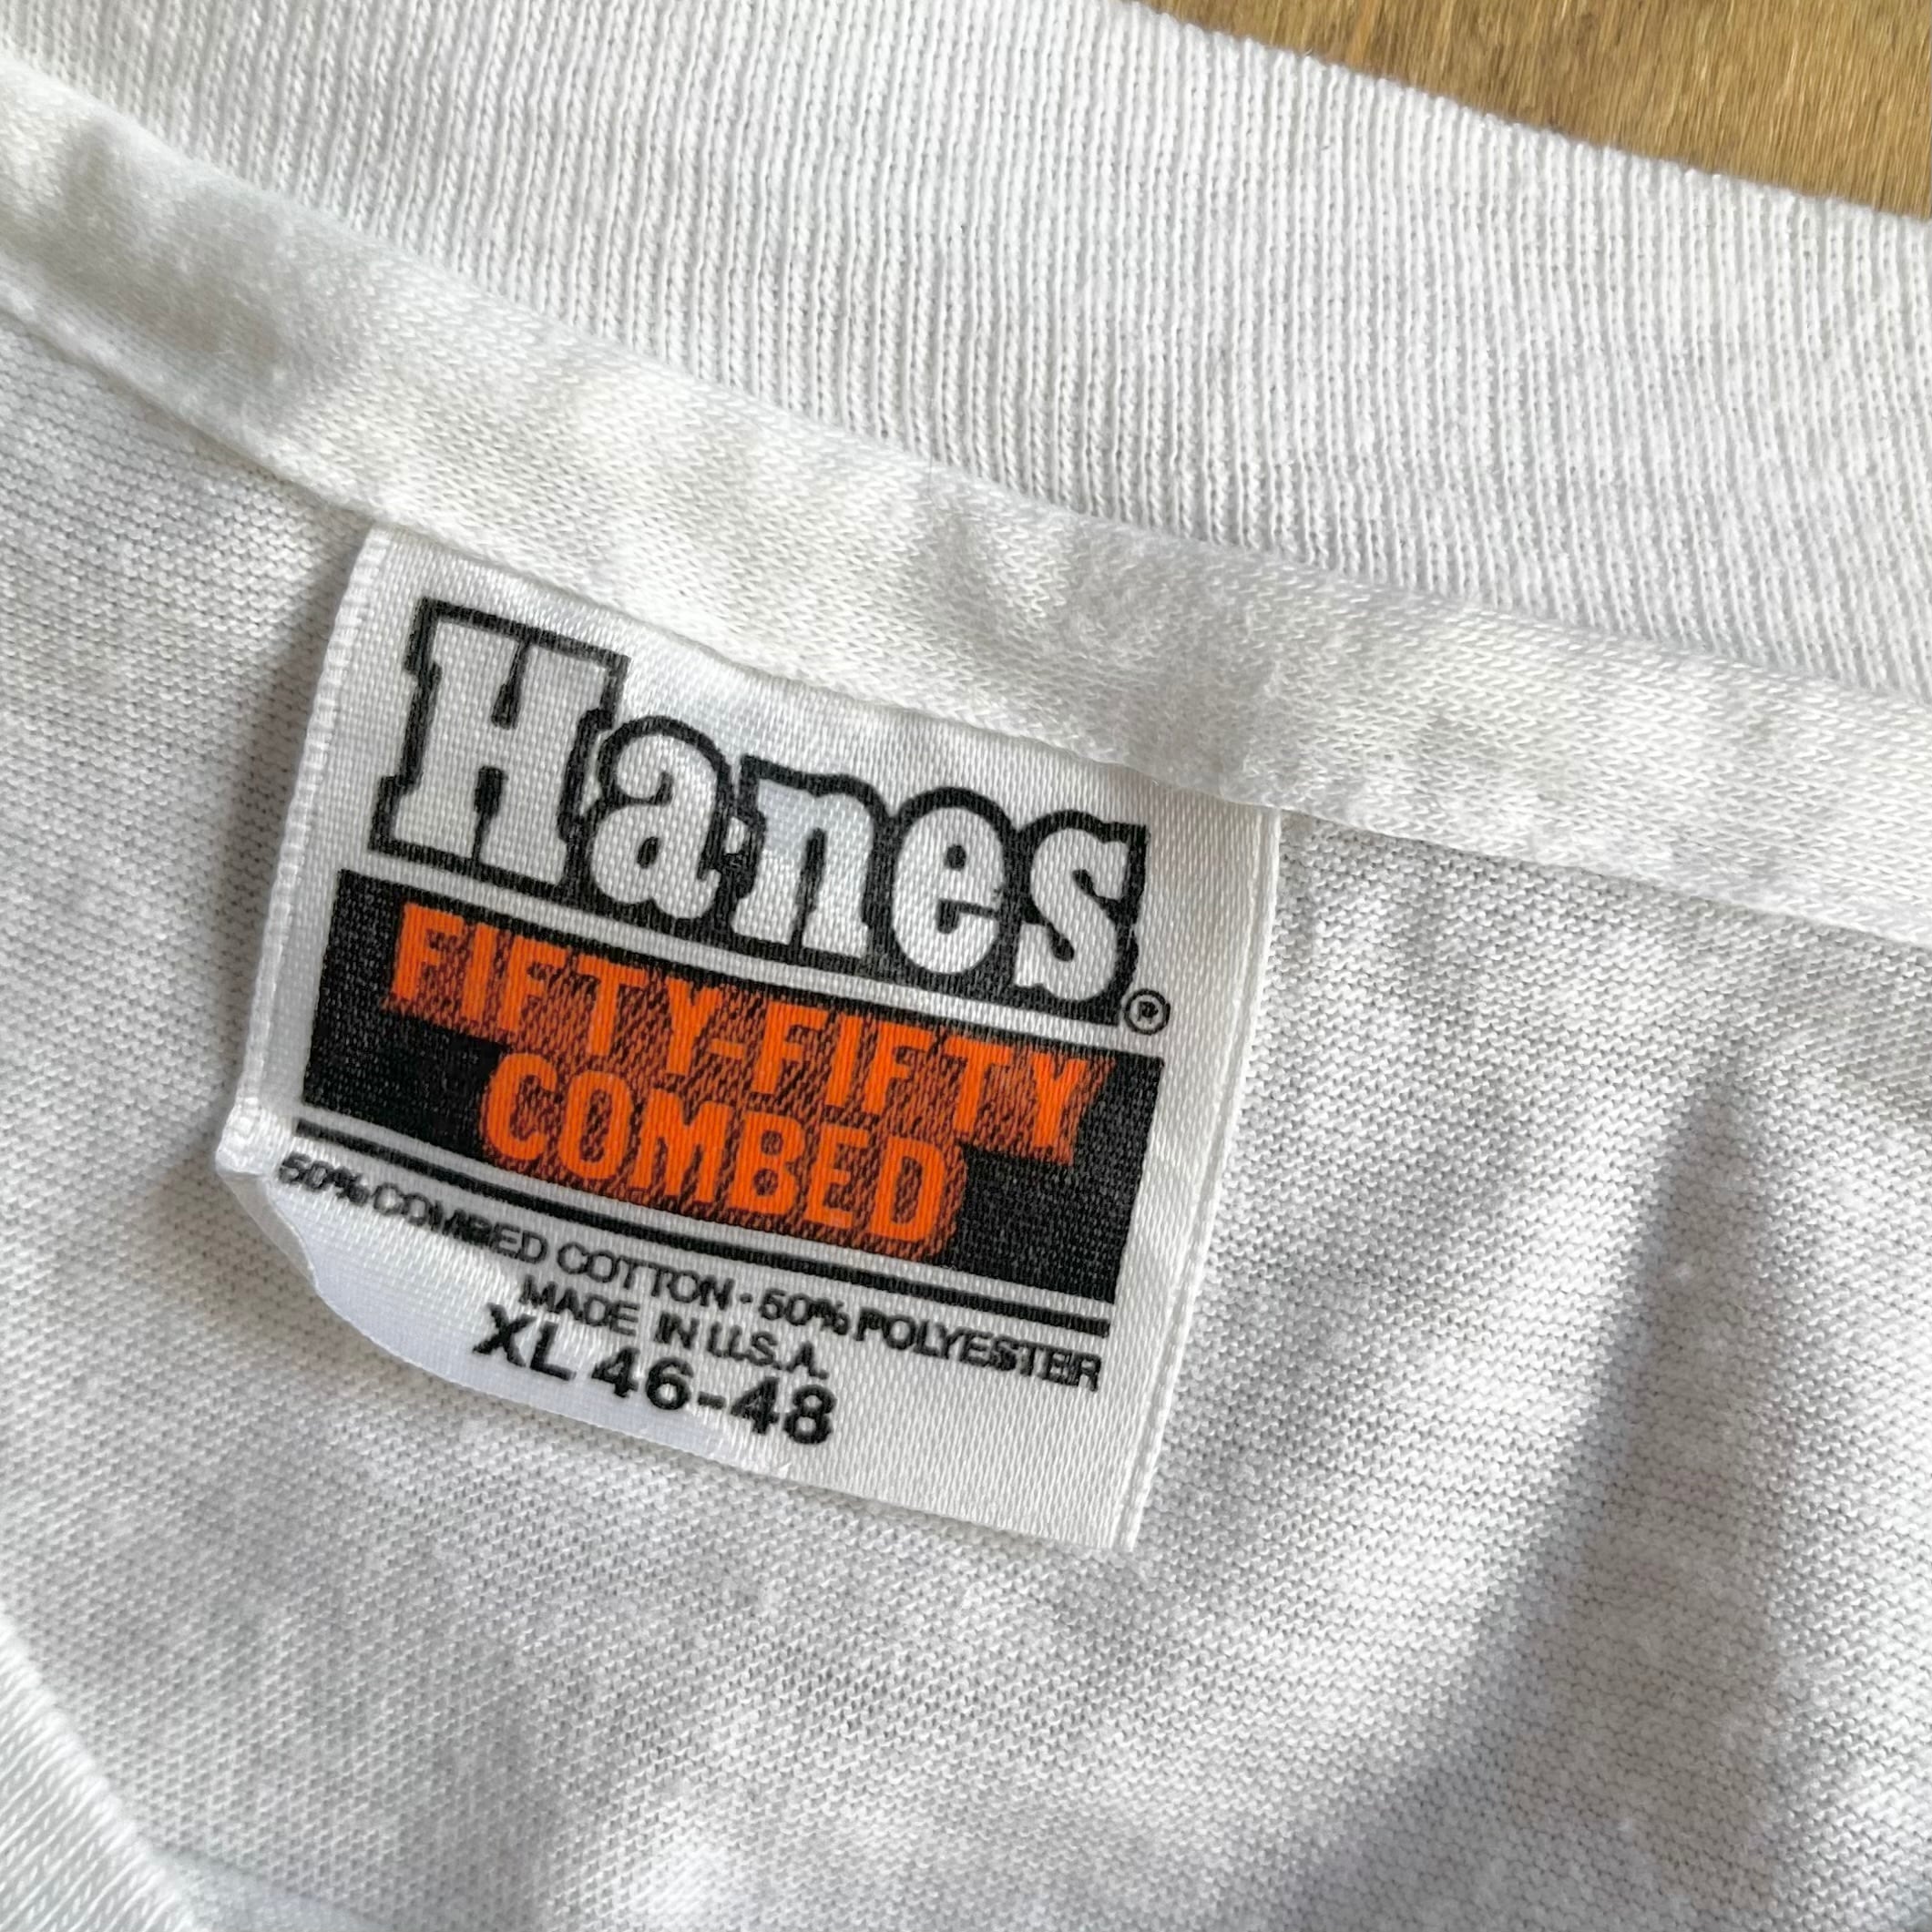 Hanes®
FIFTY-FIFTY
COMBED
50% COMBED COTTON · 50% POLYESTER
MADE IN U.S.A.
XL 46-48